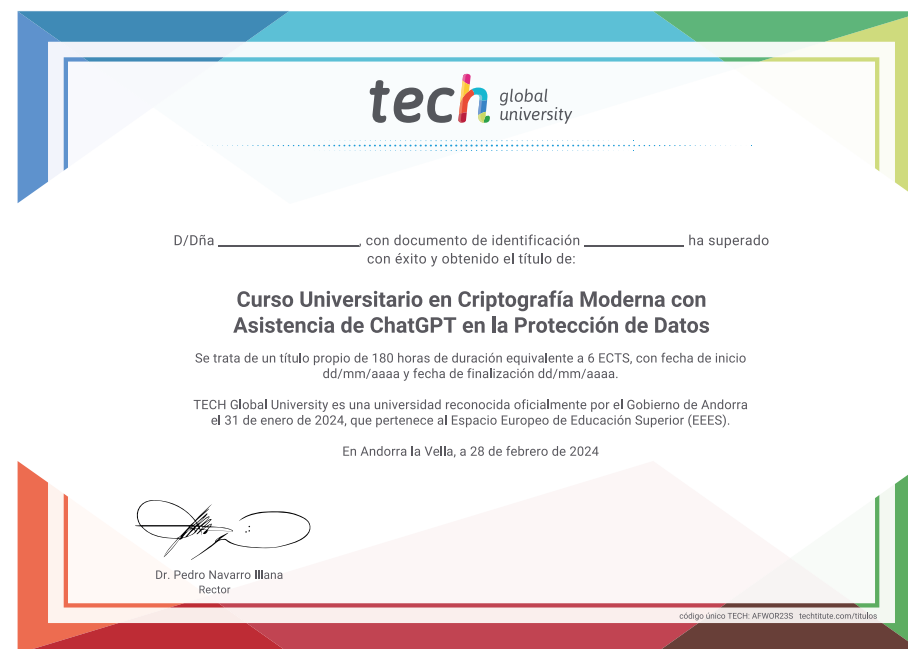 tech global
university
D/Dña ____________________, con documento de identificación ______________ ha superado
con éxito y obtenido el título de:
Curso Universitario en Criptografía Moderna con
Asistencia de ChatGPT en la Protección de Datos
Se trata de un título propio de 180 horas de duración equivalente a 6 ECTS, con fecha de inicio
dd/mm/aaaa y fecha de finalización dd/mm/aaaa.
TECH Global University es una universidad reconocida oficialmente por el Gobierno de Andorra
el 31 de enero de 2024, que pertenece al Espacio Europeo de Educación Superior (EEES).
En Andorra la Vella, a 28 de febrero de 2024
Dr. Pedro Navarro Illana
Rector
código único TECH: AFWOR23S techtitute.com/titulos